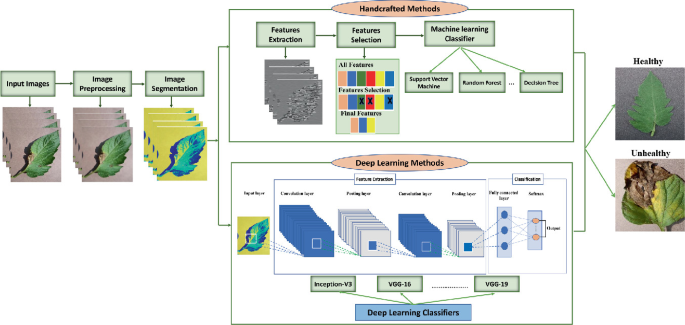 Handcrafted Methods
Features
Extraction
Features
Selection
Machine learning
Classifier
Input Images
Image
Preprocessing
Image
Segmentation
All Features
Features Selection
X X X
Final Features
Support Vector
Machine
Random Forest
...
Decision Tree
Healthy
Unhealthy
Deep Learning Methods
Feature Extraction
Classification
Input layer
Convolution layer
Pooling layer
Convolution layer
Pooling layer
Fully connected
layer
Softmax
Output
Inception-V3
VGG-16
VGG-19
Deep Learning Classifiers